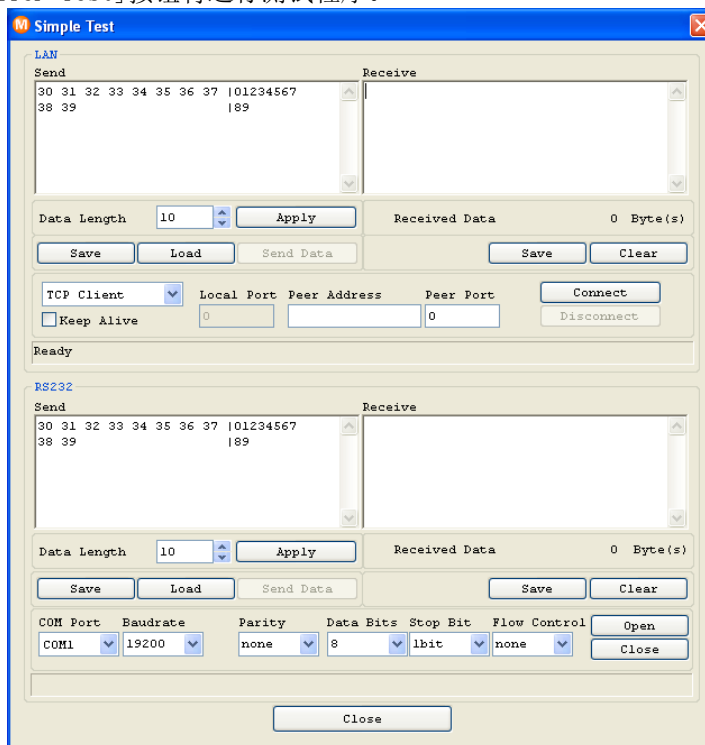 Simple Test
LAN
Send Receive
30 31 32 33 34 35 36 37 |01234567
38 39 |89
Data Length 10 Apply Received Data 0 Byte(s)
Save Load Send Data Save Clear
TCP Client Local Port Peer Address Peer Port Connect
Keep Alive 0 0 Disconnect
Ready
RS232
Send Receive
30 31 32 33 34 35 36 37 |01234567
38 39 |89
Data Length 10 Apply Received Data 0 Byte(s)
Save Load Send Data Save Clear
COM Port Baudrate Parity Data Bits Stop Bit Flow Control Open
COM1 19200 none 8 1bit none Close
Close